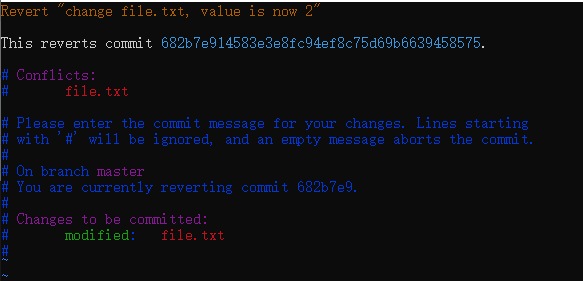 Revert "change file.txt, value is now 2"
This reverts commit 682b7e914583e3e8fc94ef8c75d69b6639458575.
# Conflicts:
#       file.txt
# Please enter the commit message for your changes. Lines starting
# with '#' will be ignored, and an empty message aborts the commit.
#
# On branch master
# You are currently reverting commit 682b7e9.
#
# Changes to be committed:
#       modified:   file.txt
#
~
~